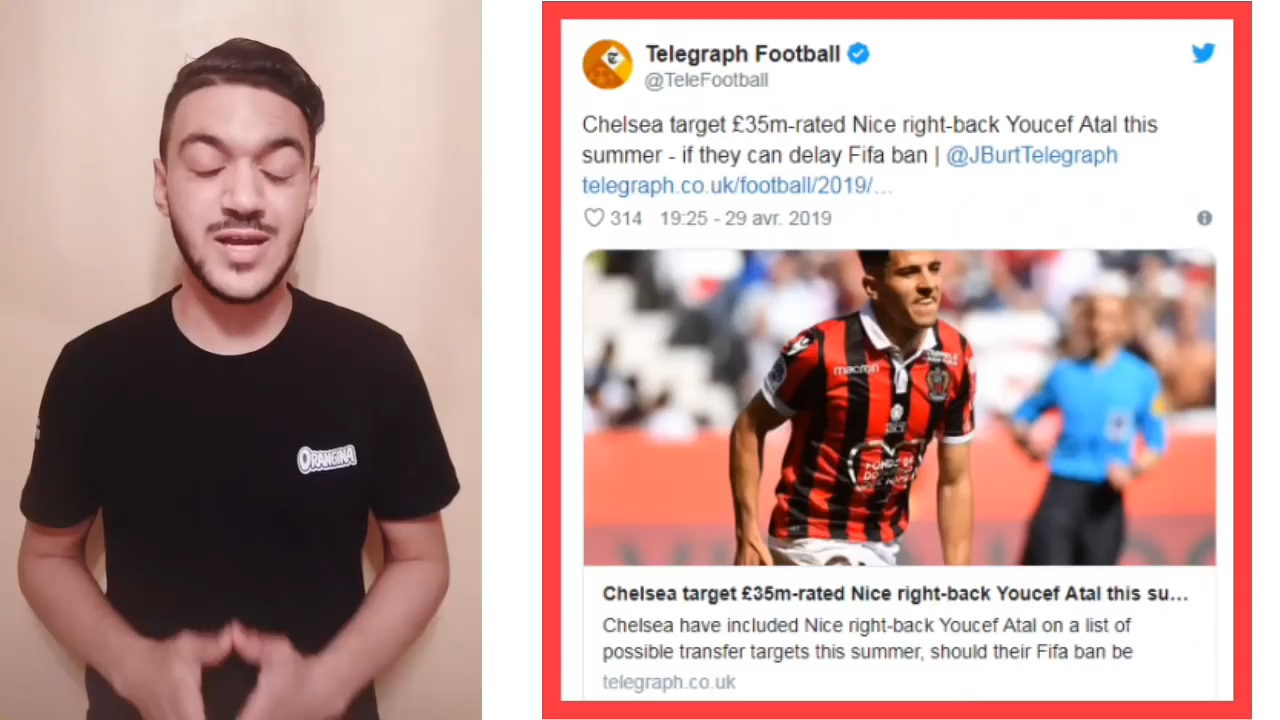 ORANGINA
Telegraph Football
@TeleFootball
Chelsea target £35m-rated Nice right-back Youcef Atal this
summer - if they can delay Fifa ban | @JBurtTelegraph
telegraph.co.uk/football/2019/…
314 19:25 - 29 avr. 2019
macron
Chelsea target £35m-rated Nice right-back Youcef Atal this su...
Chelsea have included Nice right-back Youcef Atal on a list of
possible transfer targets this summer, should their Fifa ban be
telegraph.co.uk